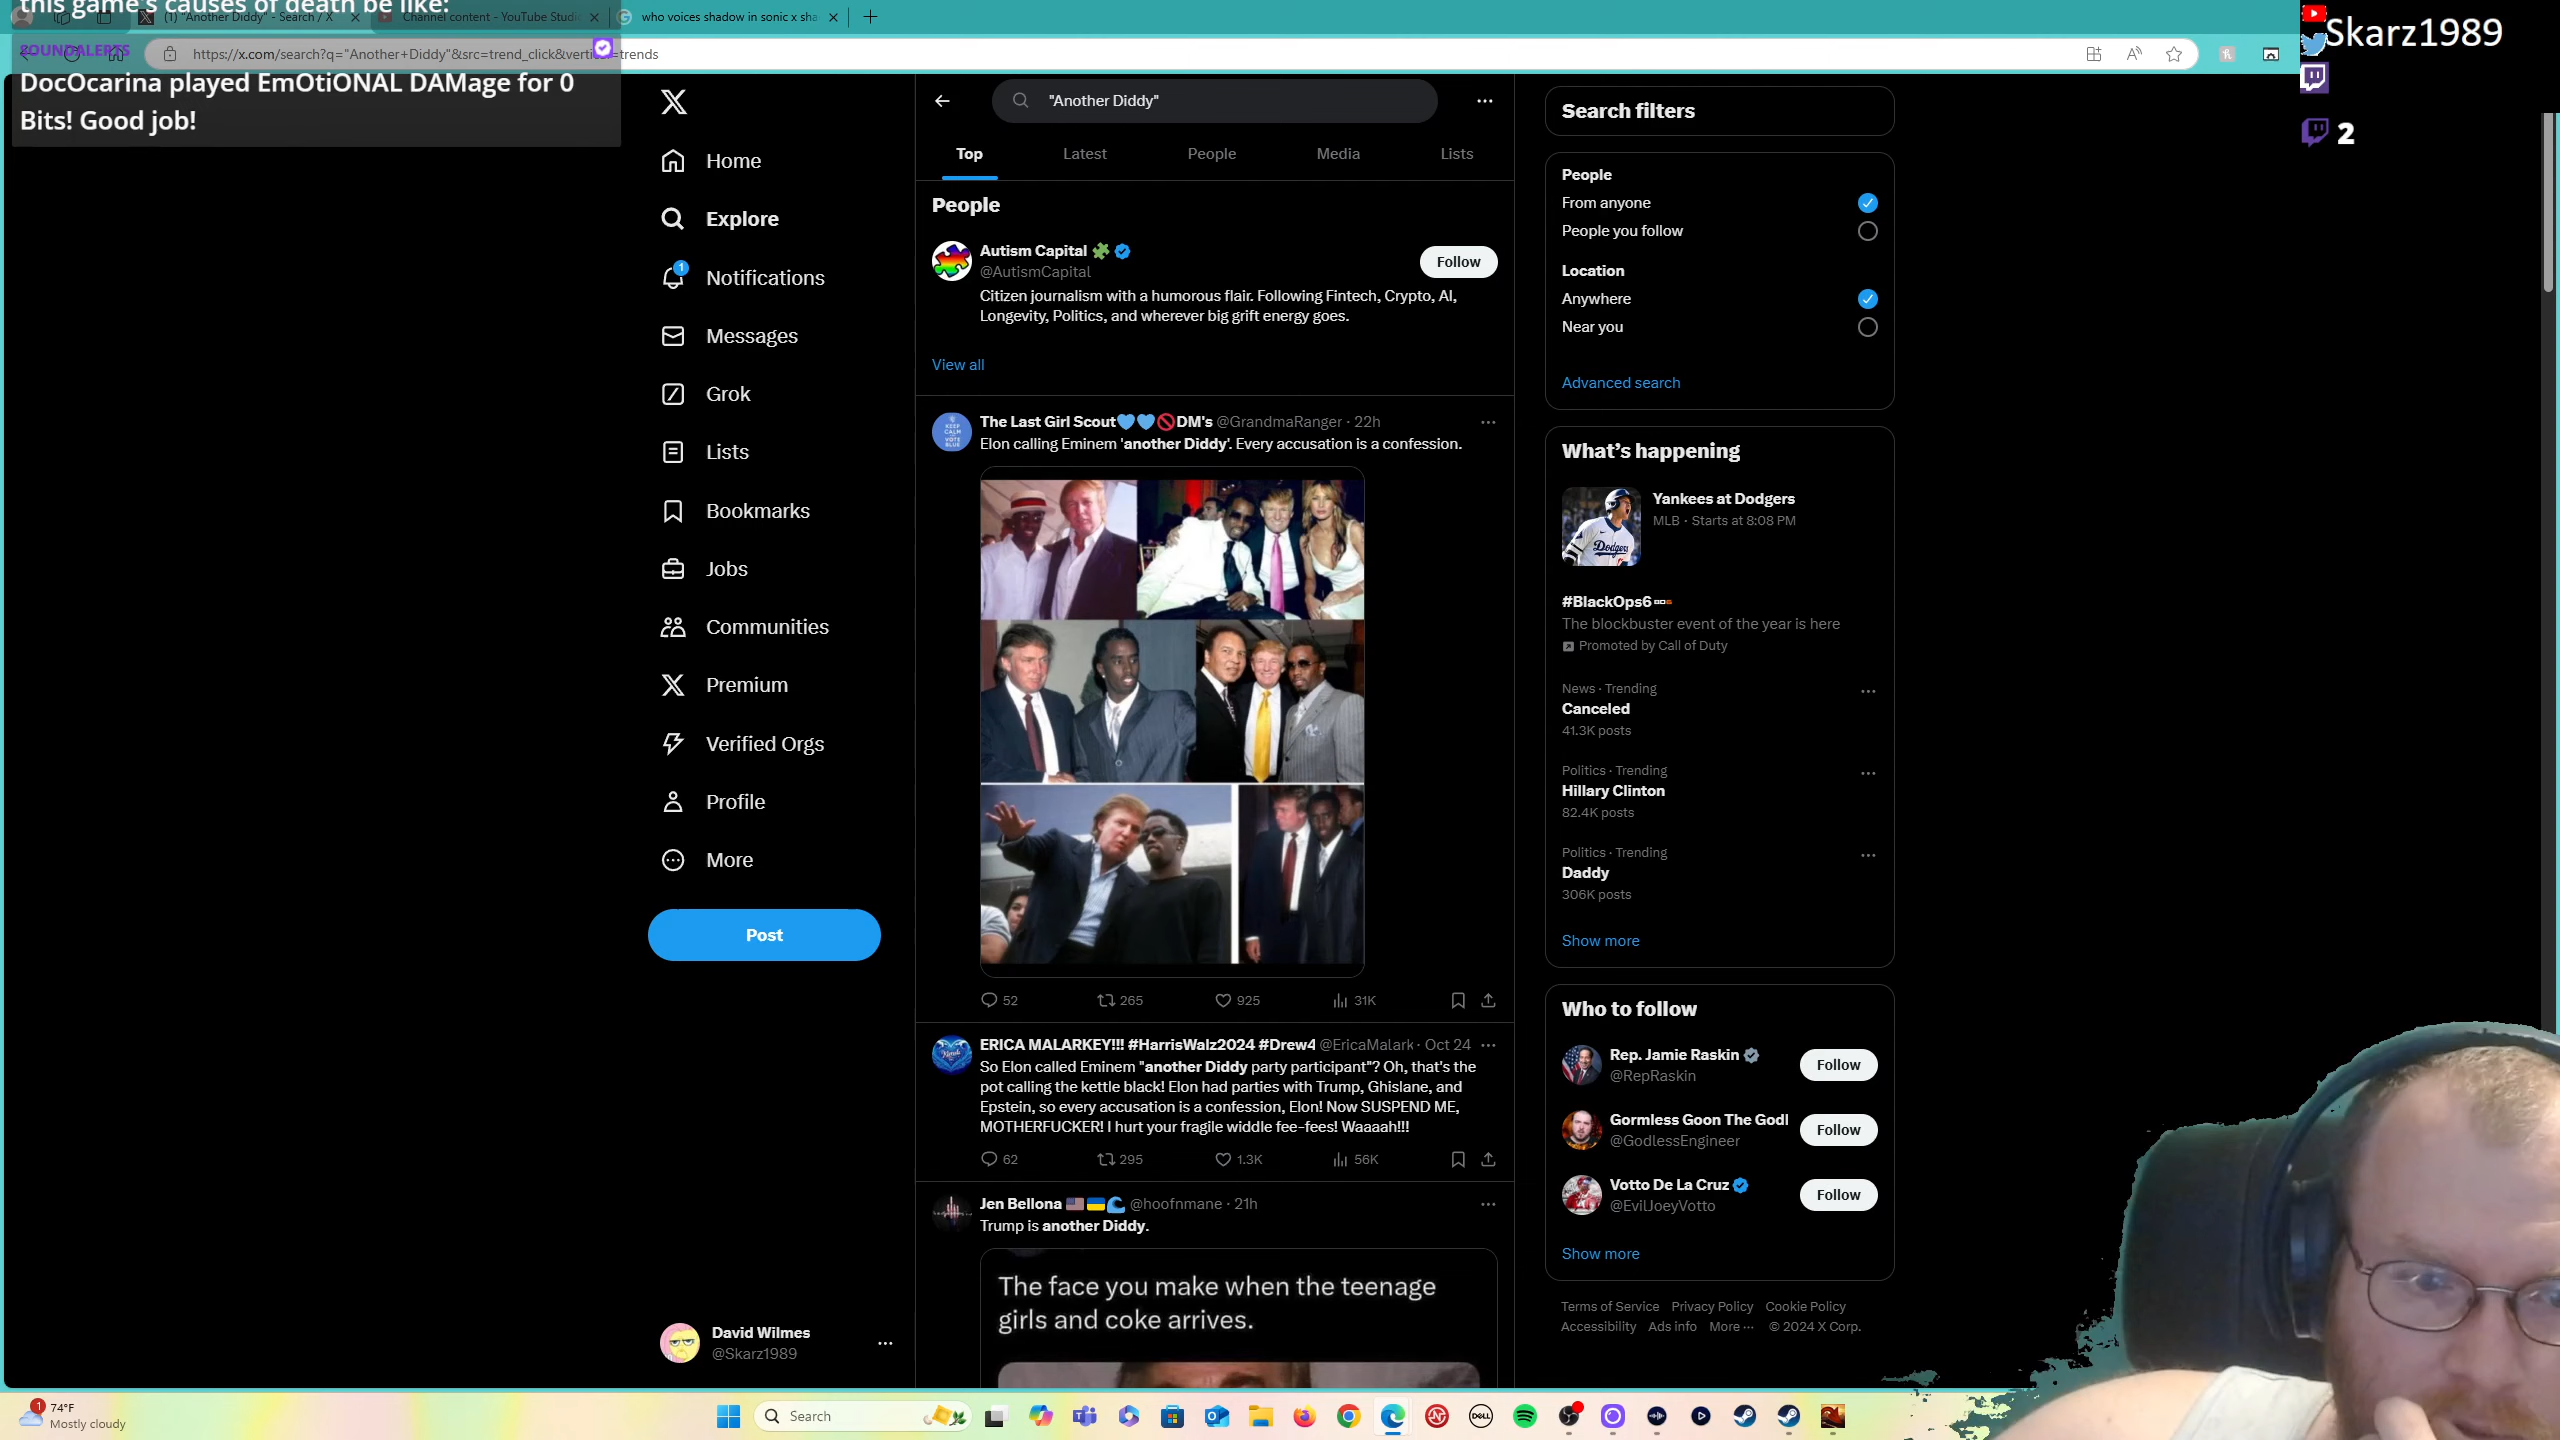 this game's causes of death be like:
SOUNDALERTS
DocOcarina played EmOtiONAL DAMage for 0
Bits! Good job!
(1) "Another Diddy" - Search / X
Channel content - YouTube Studi
who voices shadow in sonic x sha
https://x.com/search?q="Another+Diddy"&src=trend_click&vertic
=trends
Skarz1989
2
Home
Explore
1
Notifications
Messages
Grok
Lists
Bookmarks
Jobs
Communities
Premium
Verified Orgs
Profile
More
Post
David Wilmes
@Skarz1989
"Another Diddy"
Top
Latest
People
Media
Lists
People
Autism Capital
@AutismCapital
Follow
Citizen journalism with a humorous flair. Following Fintech, Crypto, AI,
Longevity, Politics, and wherever big grift energy goes.
View all
The Last Girl Scout DM's @GrandmaRanger · 22h
KEEP
CALM
VOTE
BLUE
Elon calling Eminem 'another Diddy'. Every accusation is a confession.
52 265 925 31K
ERICA MALARKEY!!! #HarrisWalz2024 #Drew4 @EricaMalark · Oct 24
So Elon called Eminem "another Diddy party participant"? Oh, that's the
pot calling the kettle black! Elon had parties with Trump, Ghislane, and
Epstein, so every accusation is a confession, Elon! Now SUSPEND ME,
MOTHERFUCKER! I hurt your fragile widdle fee-fees! Waaaah!!!
62 295 1.3K 56K
Jen Bellona @hoofnmane · 21h
Trump is another Diddy.
The face you make when the teenage
girls and coke arrives.
Search filters
People
From anyone
People you follow
Location
Anywhere
Near you
Advanced search
What's happening
Yankees at Dodgers
MLB · Starts at 8:08 PM
Dodgers
#BlackOps6
The blockbuster event of the year is here
Promoted by Call of Duty
News · Trending
Canceled
41.3K posts
Politics · Trending
Hillary Clinton
82.4K posts
Politics · Trending
Daddy
306K posts
Show more
Who to follow
Rep. Jamie Raskin
@RepRaskin
Follow
Gormless Goon The Godl
@GodlessEngineer
Follow
Votto De La Cruz
@EvilJoeyVotto
Follow
Show more
Terms of Service Privacy Policy Cookie Policy
Accessibility Ads info More ··· © 2024 X Corp.
1
74°F
Mostly cloudy
Search
DELL